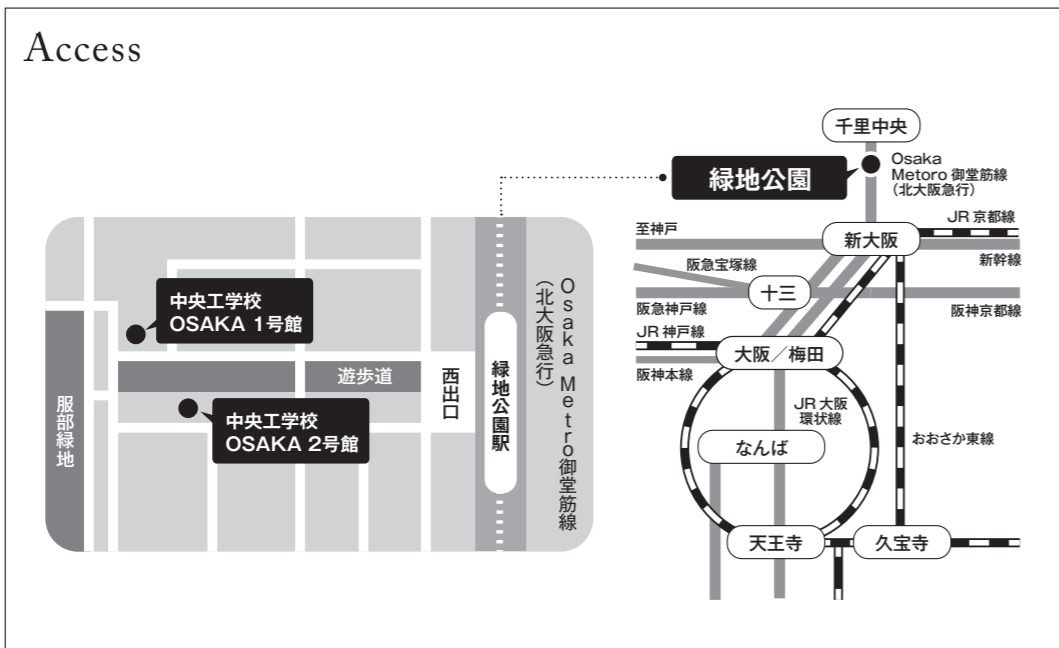 Access
中央工学校
OSAKA 1号館
中央工学校
OSAKA 2号館
服部緑地
遊歩道
西出口
緑地公園駅
Osaka Metro御堂筋線
(北大阪急行)
千里中央
緑地公園
Osaka
Metoro 御堂筋線
(北大阪急行)
JR 京都線
至神戸
新大阪
新幹線
阪急宝塚線
十三
阪急神戸線
阪神京都線
JR 神戸線
大阪/梅田
阪神本線
JR 大阪
環状線
なんば
おおさか東線
天王寺
久宝寺